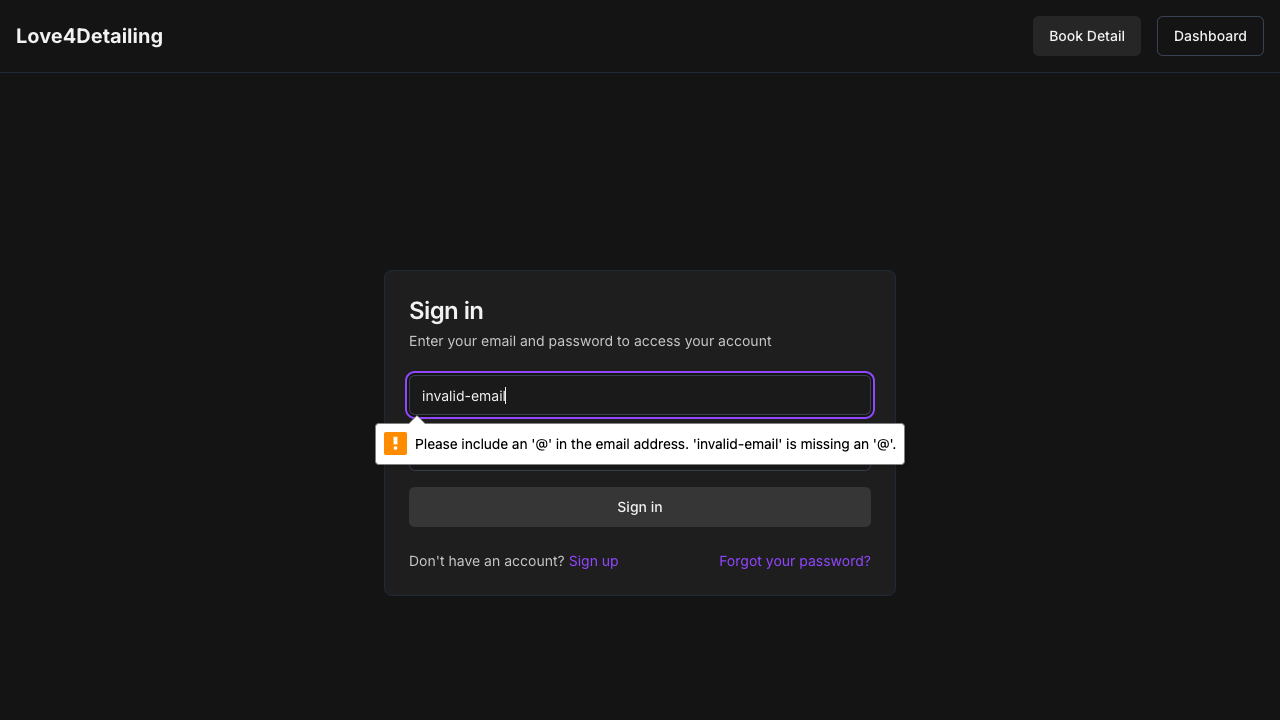 Love4Detailing
Book Detail
Dashboard
Sign in
Enter your email and password to access your account
invalid-email
Please include an '@' in the email address. 'invalid-email' is missing an '@'.
Sign in
Don't have an account? Sign up
Forgot your password?